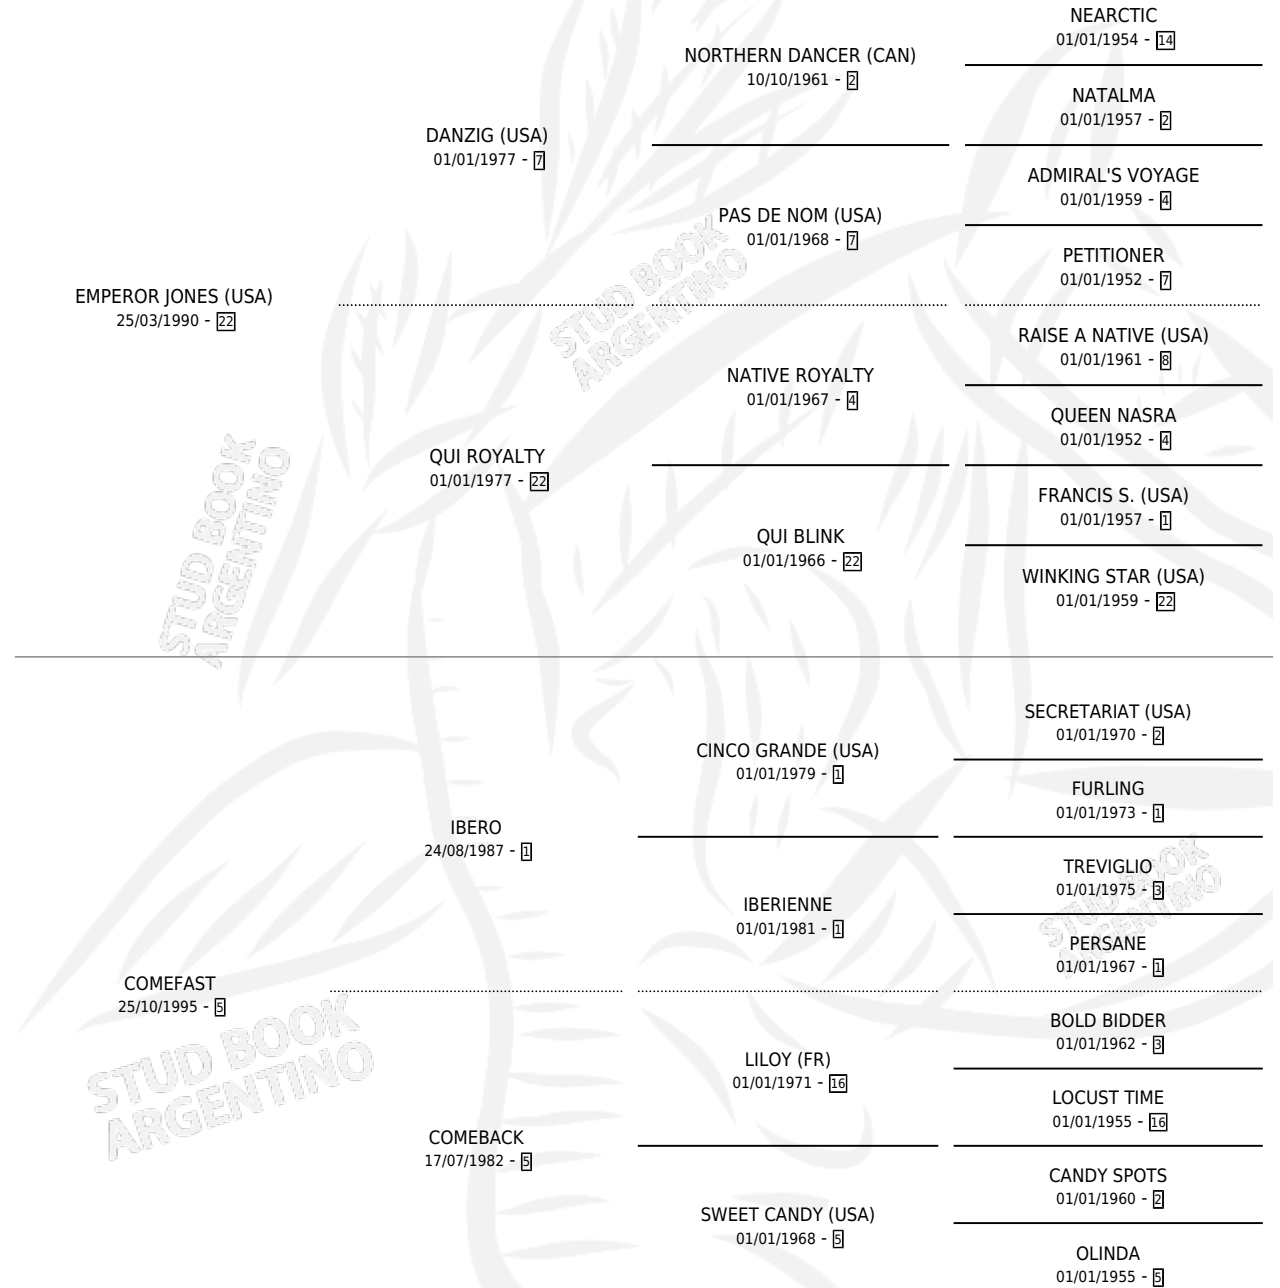 NEARCTIC
01/01/1954 - 14
NORTHERN DANCER (CAN)
10/10/1961 - 2
NATALMA
01/01/1957 - 2
DANZIG (USA)
01/01/1977 - 7
ADMIRAL'S VOYAGE
01/01/1959 - 4
PAS DE NOM (USA)
01/01/1968 - 7
PETITIONER
01/01/1952 - 7
EMPEROR JONES (USA)
25/03/1990 - 22
STUD BOOK
ARGENTINO
RAISE A NATIVE (USA)
01/01/1961 - 8
NATIVE ROYALTY
01/01/1967 - 4
QUEEN NASRA
01/01/1952 - 4
QUI ROYALTY
01/01/1977 - 22
FRANCIS S. (USA)
01/01/1957 - 1
QUI BLINK
01/01/1966 - 22
WINKING STAR (USA)
01/01/1959 - 22
STUD BOOK
ARGENTINO
SECRETARIAT (USA)
01/01/1970 - 2
CINCO GRANDE (USA)
01/01/1979 - 1
FURLING
01/01/1973 - 1
IBERO
24/08/1987 - 1
TREVIGLIO
01/01/1975 - 3
IBERIENNE
01/01/1981 - 1
PERSANE
01/01/1967 - 1
STUD BOOK
ARGENTINO
COMEFAST
25/10/1995 - 5
BOLD BIDDER
01/01/1962 - 3
LILOY (FR)
01/01/1971 - 16
LOCUST TIME
01/01/1955 - 16
STUD BOOK
ARGENTINO
COMEBACK
17/07/1982 - 5
CANDY SPOTS
01/01/1960 - 2
SWEET CANDY (USA)
01/01/1968 - 5
OLINDA
01/01/1955 - 5